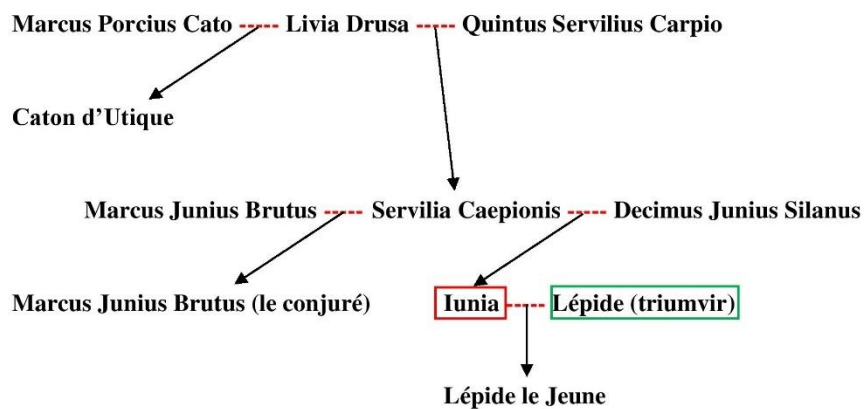 Marcus Porcius Cato ----- Livia Drusa ----- Quintus Servilius Carpio
Caton d'Utique
Marcus Junius Brutus ----- Servilia Caepionis ----- Decimus Junius Silanus
Marcus Junius Brutus (le conjuré) Iunia ----- Lépide (triumvir)
Lépide le Jeune